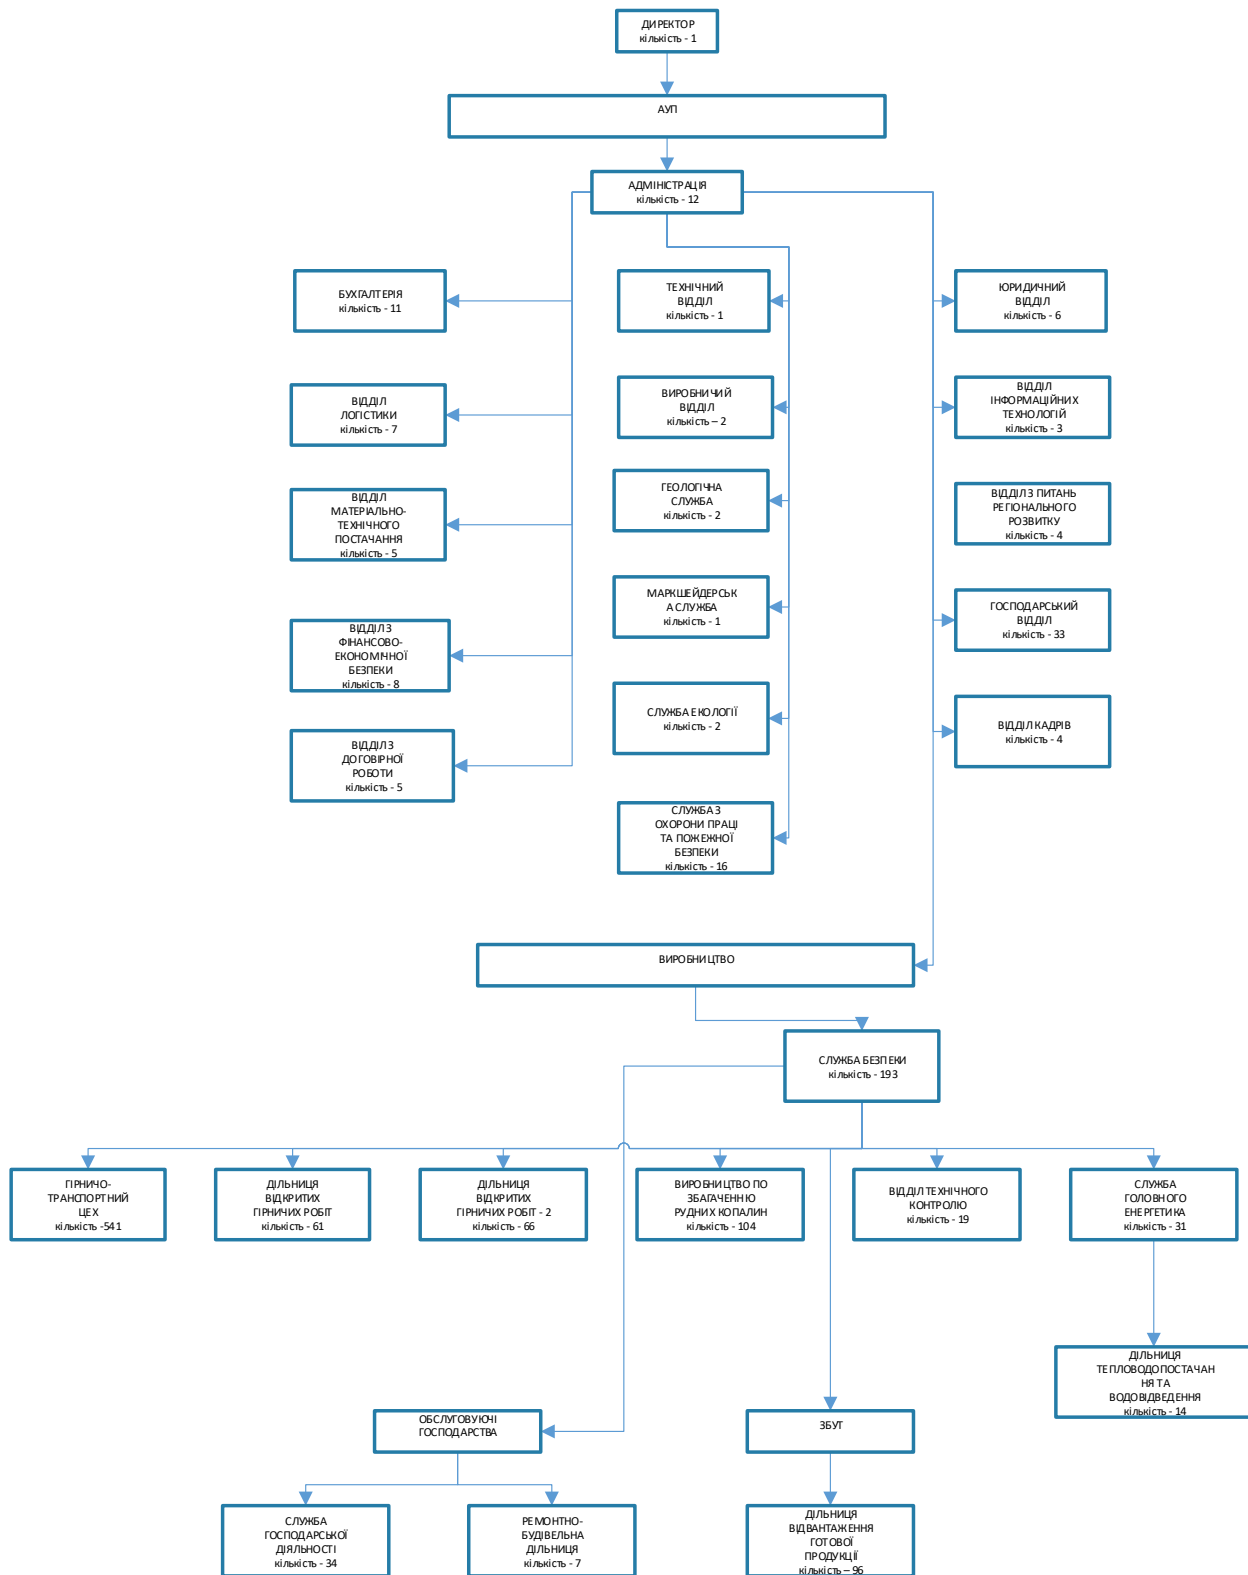 ДИРЕКТОР
кількість - 1
АУП
АДМІНІСТРАЦІЯ
кількість - 12
БУХГАЛТЕРІЯ
кількість - 11
ТЕХНІЧНИЙ
ВІДДІЛ
кількість - 1
ЮРИДИЧНИЙ
ВІДДІЛ
кількість - 6
ВІДДІЛ
ЛОГІСТИКИ
кількість - 7
ВИРОБНИЧИЙ
ВІДДІЛ
кількість – 2
ВІДДІЛ
ІНФОРМАЦІЙНИХ
ТЕХНОЛОГІЙ
кількість - 3
ВІДДІЛ
МАТЕРІАЛЬНО-
ТЕХНІЧНОГО
ПОСТАЧАННЯ
кількість - 5
ГЕОЛОГІЧНА
СЛУЖБА
кількість - 2
ВІДДІЛ З ПИТАНЬ
РЕГІОНАЛЬНОГО
РОЗВИТКУ
кількість - 4
ВІДДІЛ З
ФІНАНСОВО-
ЕКОНОМІЧНОЇ
БЕЗПЕКИ
кількість - 8
МАРКШЕЙДЕРСЬК
А СЛУЖБА
кількість - 1
ГОСПОДАРСЬКИЙ
ВІДДІЛ
кількість - 33
ВІДДІЛ З
ДОГОВІРНОЇ
РОБОТИ
кількість - 5
СЛУЖБА ЕКОЛОГІЇ
кількість - 2
ВІДДІЛ КАДРІВ
кількість - 4
СЛУЖБА З
ОХОРОНИ ПРАЦІ
ТА ПОЖЕЖНОЇ
БЕЗПЕКИ
кількість - 16
ВИРОБНИЦТВО
СЛУЖБА БЕЗПЕКИ
кількість - 193
ГІРНИЧО-
ТРАНСПОРТНИЙ
ЦЕХ
кількість -541
ДІЛЬНИЦЯ
ВІДКРИТИХ
ГІРНИЧИХ РОБІТ
кількість - 61
ДІЛЬНИЦЯ
ВІДКРИТИХ
ГІРНИЧИХ РОБІТ - 2
кількість - 66
ВИРОБНИЦТВО ПО
ЗБАГАЧЕННЮ
РУДНИХ КОПАЛИН
кількість - 104
ВІДДІЛ ТЕХНІЧНОГО
КОНТРОЛЮ
кількість - 19
СЛУЖБА
ГОЛОВНОГО
ЕНЕРГЕТИКА
кількість - 31
ДІЛЬНИЦЯ
ТЕПЛОВОДОПОСТАЧАН
НЯ ТА
ВОДОВІДВЕДЕННЯ
кількість - 14
ОБСЛУГОВУЮЧІ
ГОСПОДАРСТВА
ЗБУТ
СЛУЖБА
ГОСПОДАРСЬКОЇ
ДІЯЛЬНОСТІ
кількість - 34
РЕМОНТНО-
БУДІВЕЛЬНА
ДІЛЬНИЦЯ
кількість - 7
ДІЛЬНИЦЯ
ВІДВАНТАЖЕННЯ
ГОТОВОЇ
ПРОДУКЦІЇ
кількість – 96